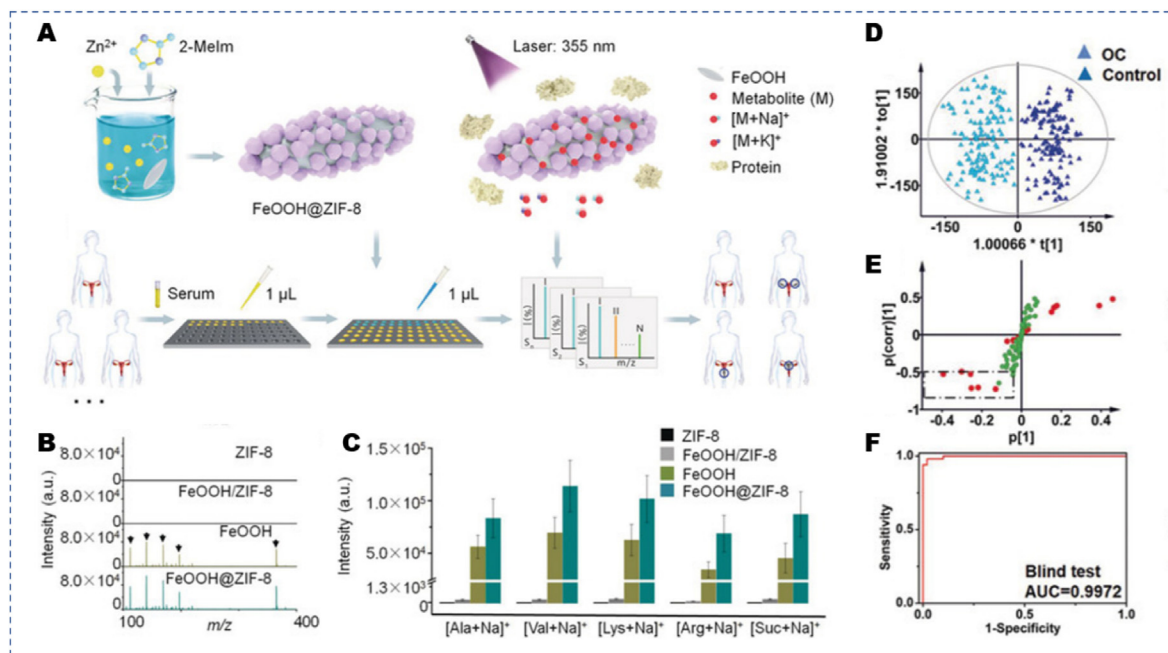 A
Zn2+
2-MeIm
FeOOH@ZIF-8
Laser: 355 nm
FeOOH
Metabolite (M)
[M+Na]+
[M+K]+
Protein
Serum
1 μL
1 μL
I
I
I
II
N
I(%)
I(%)
I(%)
Sn
S2
S1
m/z
. . .
B
Intensity (a.u.)
8.0×10⁴
0
ZIF-8
8.0×10⁴
0
FeOOH/ZIF-8
8.0×10⁴
0
FeOOH
8.0×10⁴
0
FeOOH@ZIF-8
100
m/z
400
C
Intensity (a.u.)
1.5×10⁵
1.0×10⁵
5.0×10⁴
1.3×10³
0
ZIF-8
FeOOH/ZIF-8
FeOOH
FeOOH@ZIF-8
[Ala+Na]+
[Val+Na]+
[Lys+Na]+
[Arg+Na]+
[Suc+Na]+
D
OC
Control
1.91002 * to[1]
150
0
-150
-150
0
150
1.00066 * t[1]
E
p(corr)[1]
0.5
0
-0.5
-1
-0.4
-0.2
0
0.2
0.4
p[1]
F
Sensitivity
1.0
0.5
0.0
0.0
0.5
1.0
Blind test
AUC=0.9972
1-Specificity